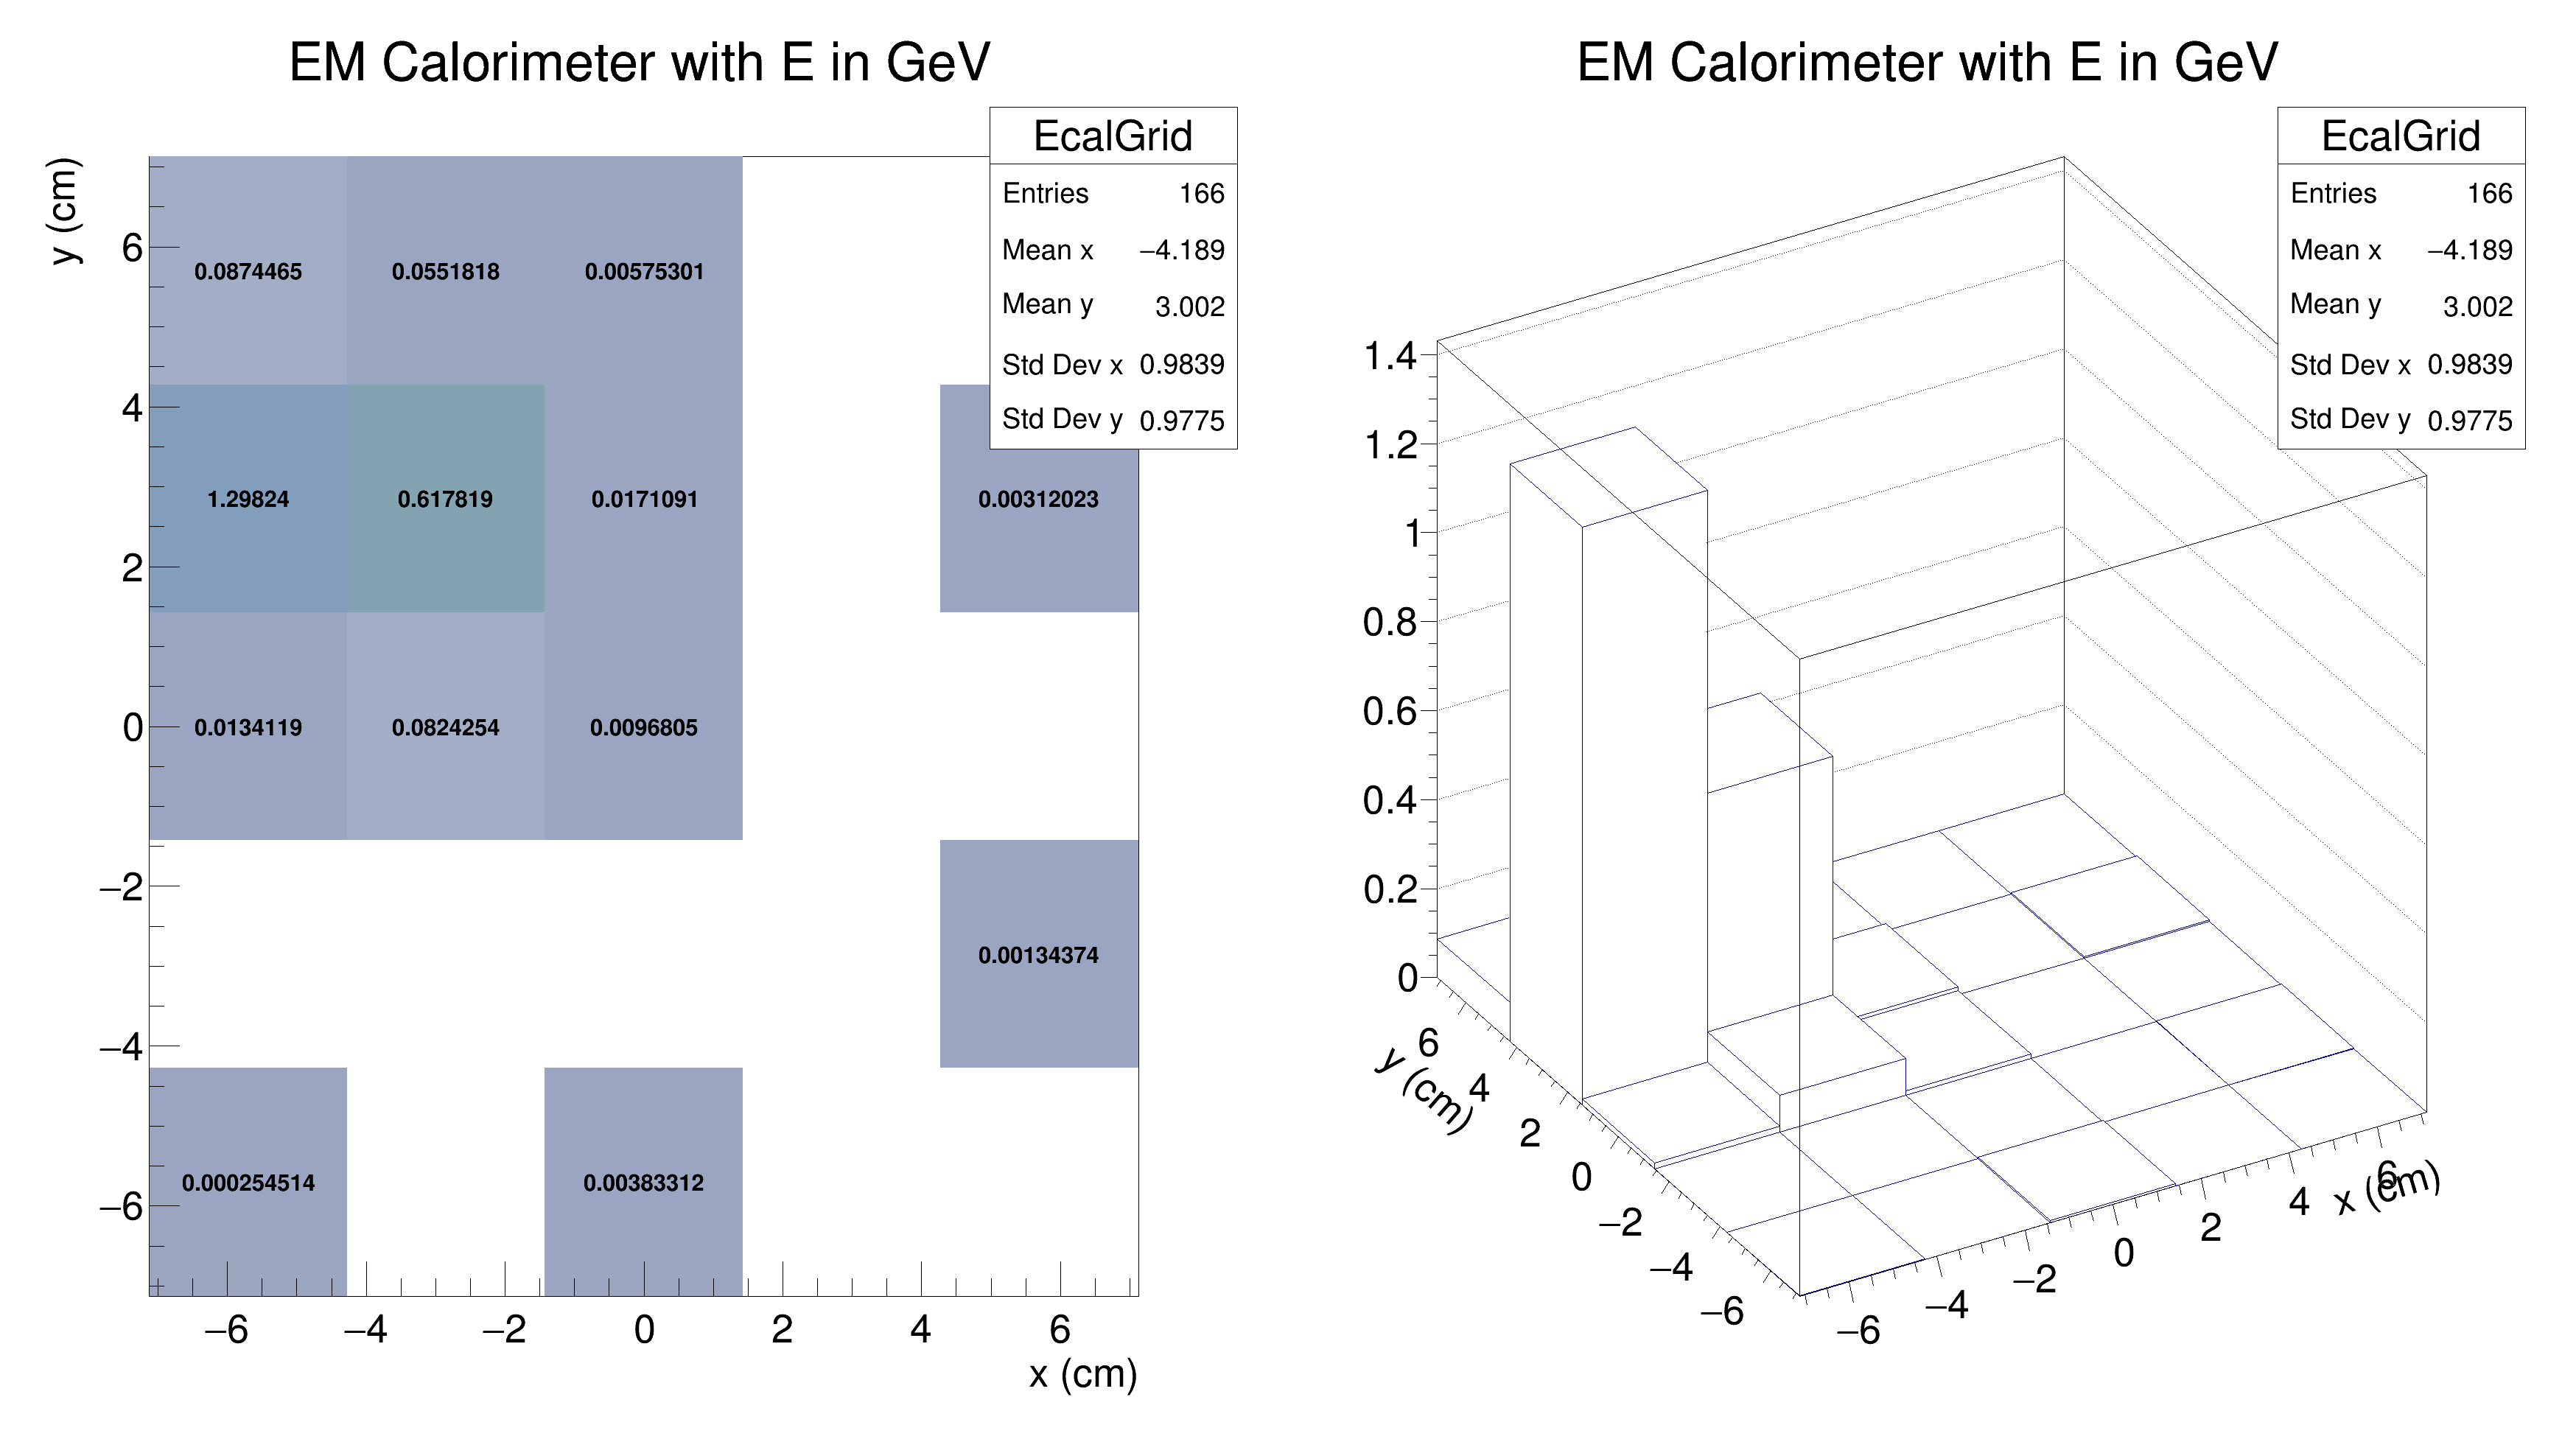 EM Calorimeter with E in GeV
EcalGrid
Entries 166
Mean x −4.189
Mean y 3.002
Std Dev x 0.9839
Std Dev y 0.9775
y (cm)
6
4
2
0
−2
−4
−6
0.0874465 0.0551818 0.00575301
1.29824 0.617819 0.0171091 0.00312023
0.0134119 0.0824254 0.0096805
0.00134374
0.000254514 0.00383312
−6 −4 −2 0 2 4 6
x (cm)
EM Calorimeter with E in GeV
EcalGrid
Entries 166
Mean x −4.189
Mean y 3.002
Std Dev x 0.9839
Std Dev y 0.9775
1.4
1.2
1
0.8
0.6
0.4
0.2
0
y (cm)
6
4
2
0
−2
−4
−6
−6 −4 −2 0 2 4 6
x (cm)